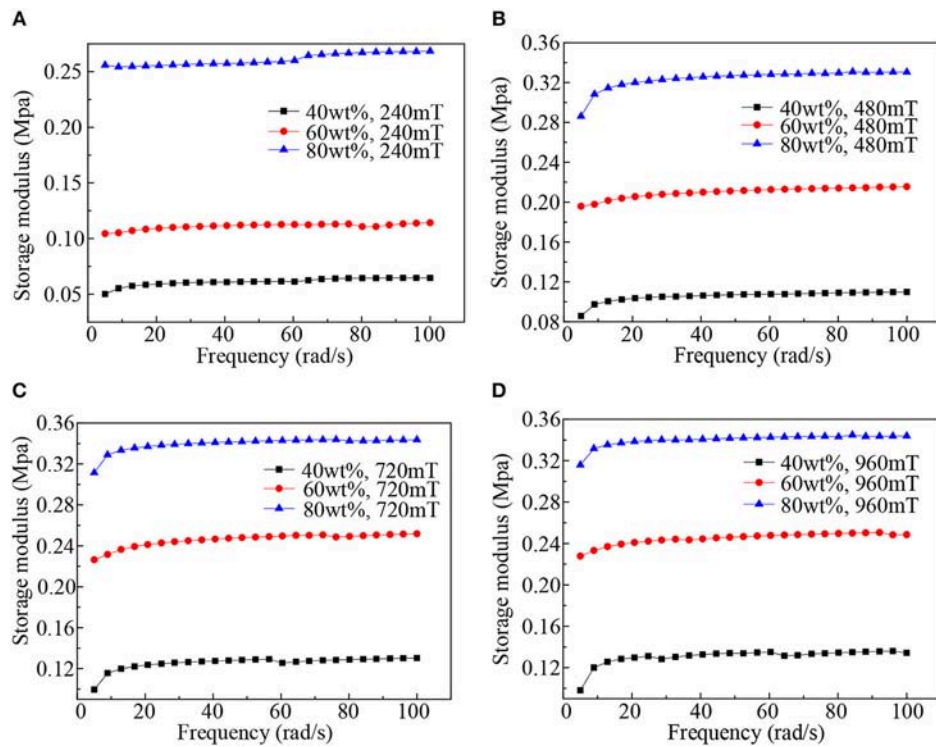 A
Storage modulus (Mpa)
0.25
0.20
0.15
0.10
0.05
40wt%, 240mT
60wt%, 240mT
80wt%, 240mT
0 20 40 60 80 100
Frequency (rad/s)
B
Storage modulus (Mpa)
0.36
0.32
0.28
0.24
0.20
0.16
0.12
0.08
40wt%, 480mT
60wt%, 480mT
80wt%, 480mT
0 20 40 60 80 100
Frequency (rad/s)
C
Storage modulus (Mpa)
0.36
0.32
0.28
0.24
0.20
0.16
0.12
40wt%, 720mT
60wt%, 720mT
80wt%, 720mT
0 20 40 60 80 100
Frequency (rad/s)
D
Storage modulus (Mpa)
0.36
0.32
0.28
0.24
0.20
0.16
0.12
40wt%, 960mT
60wt%, 960mT
80wt%, 960mT
0 20 40 60 80 100
Frequency (rad/s)